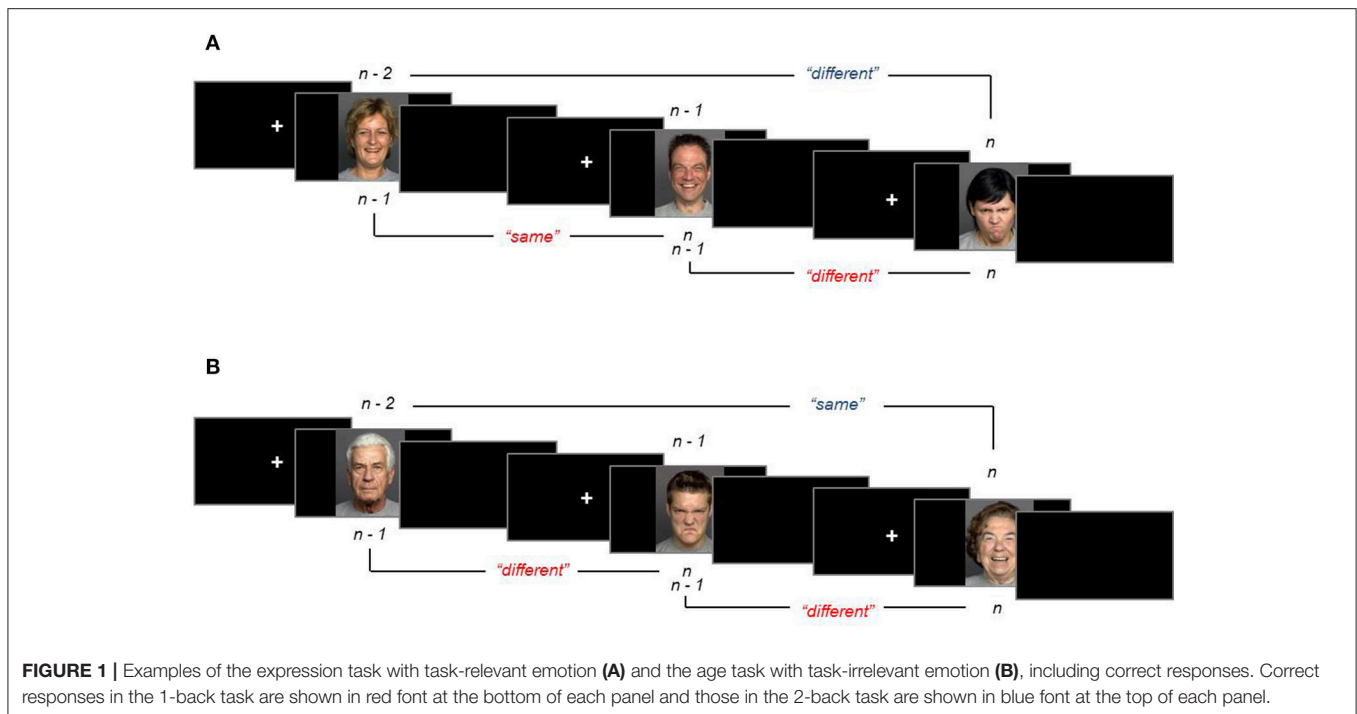 A
n - 2
"different"
n - 1
n
+
+
+
n - 1
"same"
n
n - 1
"different"
n
B
n - 2
"same"
n - 1
n
+
+
+
n - 1
"different"
n
n - 1
"different"
n
FIGURE 1 | Examples of the expression task with task-relevant emotion (A) and the age task with task-irrelevant emotion (B), including correct responses. Correct
responses in the 1-back task are shown in red font at the bottom of each panel and those in the 2-back task are shown in blue font at the top of each panel.